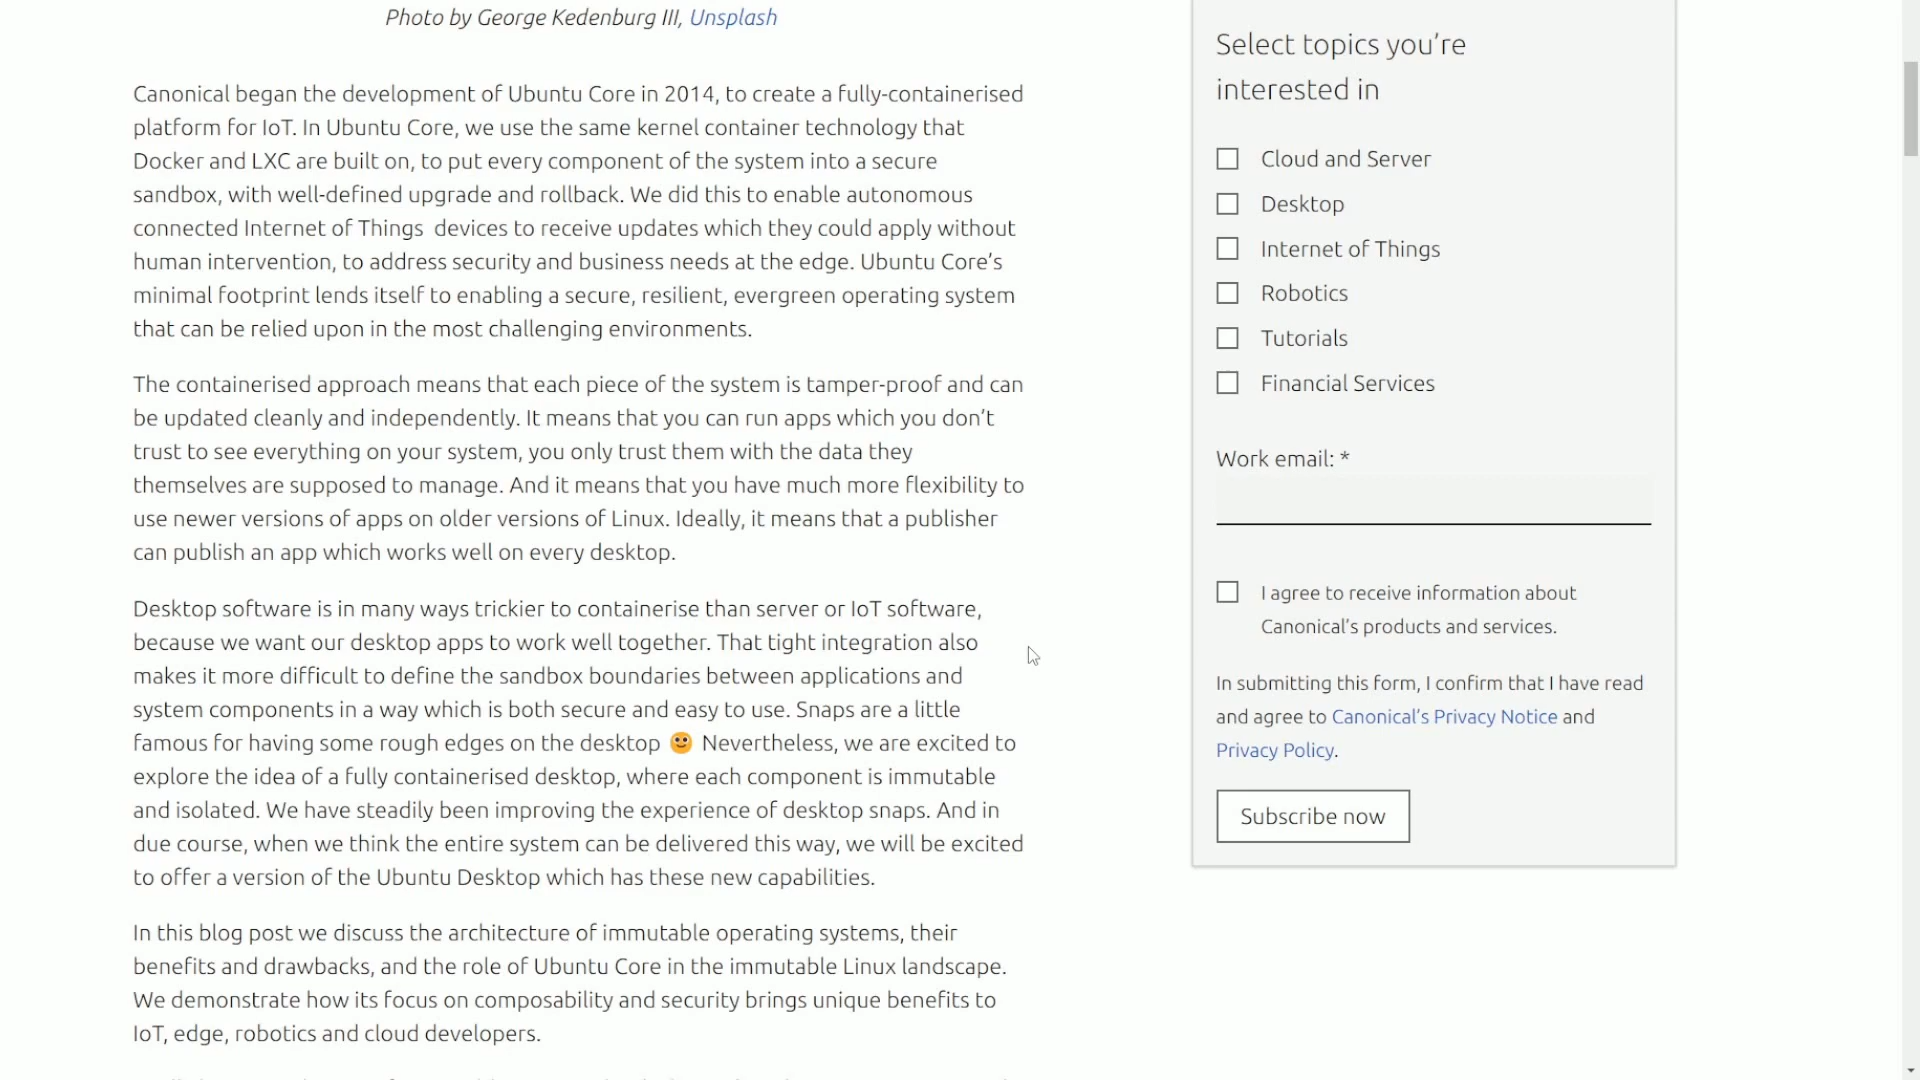 Photo by George Kedenburg III, Unsplash
Canonical began the development of Ubuntu Core in 2014, to create a fully-containerised
platform for IoT. In Ubuntu Core, we use the same kernel container technology that
Docker and LXC are built on, to put every component of the system into a secure
sandbox, with well-defined upgrade and rollback. We did this to enable autonomous
connected Internet of Things  devices to receive updates which they could apply without
human intervention, to address security and business needs at the edge. Ubuntu Core’s
minimal footprint lends itself to enabling a secure, resilient, evergreen operating system
that can be relied upon in the most challenging environments.
The containerised approach means that each piece of the system is tamper-proof and can
be updated cleanly and independently. It means that you can run apps which you don’t
trust to see everything on your system, you only trust them with the data they
themselves are supposed to manage. And it means that you have much more flexibility to
use newer versions of apps on older versions of Linux. Ideally, it means that a publisher
can publish an app which works well on every desktop.
Desktop software is in many ways trickier to containerise than server or IoT software,
because we want our desktop apps to work well together. That tight integration also
makes it more difficult to define the sandbox boundaries between applications and
system components in a way which is both secure and easy to use. Snaps are a little
famous for having some rough edges on the desktop 🙂 Nevertheless, we are excited to
explore the idea of a fully containerised desktop, where each component is immutable
and isolated. We have steadily been improving the experience of desktop snaps. And in
due course, when we think the entire system can be delivered this way, we will be excited
to offer a version of the Ubuntu Desktop which has these new capabilities.
In this blog post we discuss the architecture of immutable operating systems, their
benefits and drawbacks, and the role of Ubuntu Core in the immutable Linux landscape.
We demonstrate how its focus on composability and security brings unique benefits to
IoT, edge, robotics and cloud developers.
Select topics you’re
interested in
Cloud and Server
Desktop
Internet of Things
Robotics
Tutorials
Financial Services
Work email: *
I agree to receive information about
Canonical’s products and services.
In submitting this form, I confirm that I have read
and agree to Canonical’s Privacy Notice and
Privacy Policy.
Subscribe now